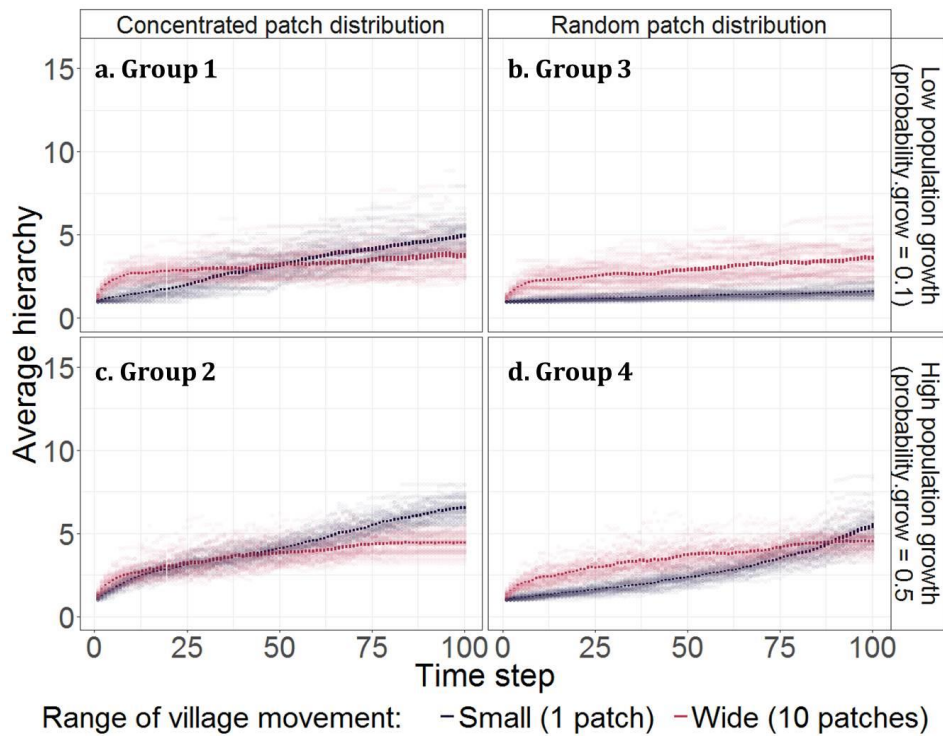 Concentrated patch distribution
Random patch distribution
a. Group 1
b. Group 3
Low population growth
(probability.grow = 0.1)
15
10
5
0
c. Group 2
d. Group 4
High population growth
(probability.grow = 0.5
15
10
5
0
Average hierarchy
0 25 50 75 100 0 25 50 75 100
Time step
Range of village movement: Small (1 patch) Wide (10 patches)